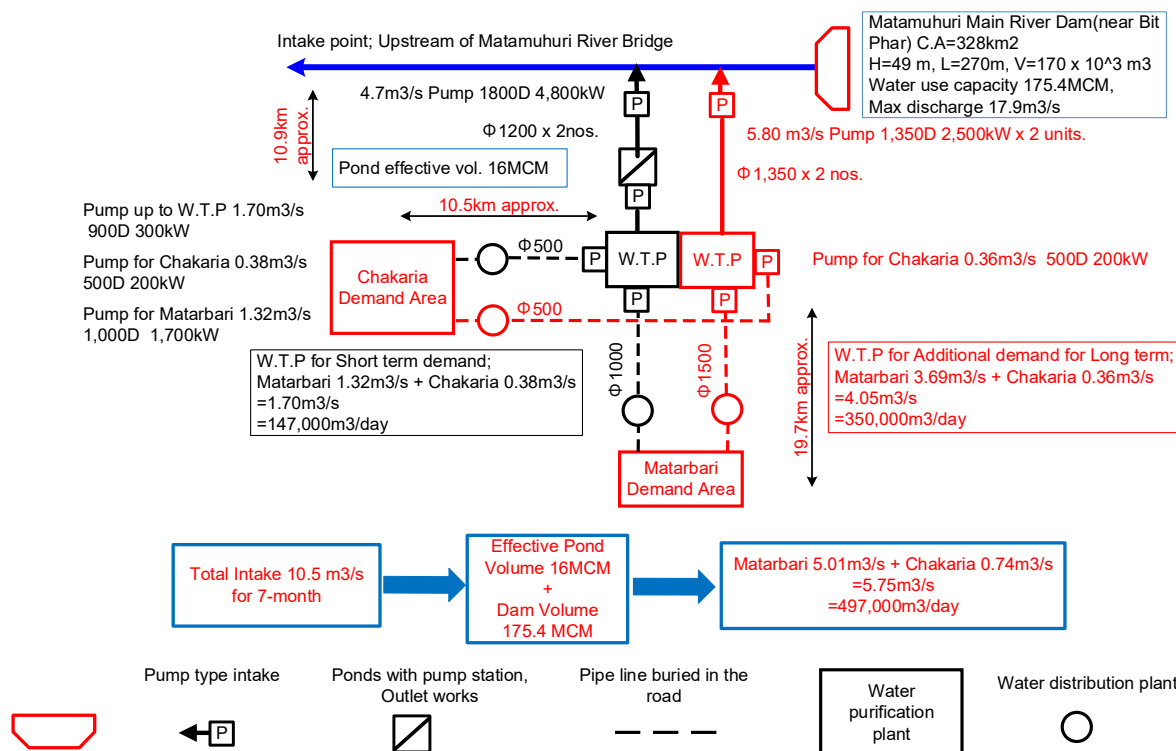 Intake point; Upstream of Matamuhuri River Bridge
Matamuhuri Main River Dam(near Bit
Phar) C.A=328km2
H=49 m, L=270m, V=170 x 10^3 m3
Water use capacity 175.4MCM,
Max discharge 17.9m3/s
10.9km
approx.
4.7m3/s Pump 1800D 4,800kW
P
P
5.80 m3/s Pump 1,350D 2,500kW x 2 units.
Φ1200 x 2nos.
Pond effective vol. 16MCM
Φ1,350 x 2 nos.
P
10.5km approx.
Pump up to W.T.P 1.70m3/s
900D 300kW
Pump for Chakaria 0.38m3/s
500D 200kW
Pump for Matarbari 1.32m3/s
1,000D 1,700kW
Chakaria
Demand Area
Φ500
P
W.T.P
W.T.P
P
Pump for Chakaria 0.36m3/s 500D 200kW
Φ500
P
P
W.T.P for Short term demand;
Matarbari 1.32m3/s + Chakaria 0.38m3/s
=1.70m3/s
=147,000m3/day
Φ1000
Φ1500
19.7km approx.
W.T.P for Additional demand for Long term;
Matarbari 3.69m3/s + Chakaria 0.36m3/s
=4.05m3/s
=350,000m3/day
Matarbari
Demand Area
Total Intake 10.5 m3/s
for 7-month
Effective Pond
Volume 16MCM
+
Dam Volume
175.4 MCM
Matarbari 5.01m3/s + Chakaria 0.74m3/s
=5.75m3/s
=497,000m3/day
Pump type intake
P
Ponds with pump station,
Outlet works
Pipe line buried in the
road
Water
purification
plant
Water distribution plant